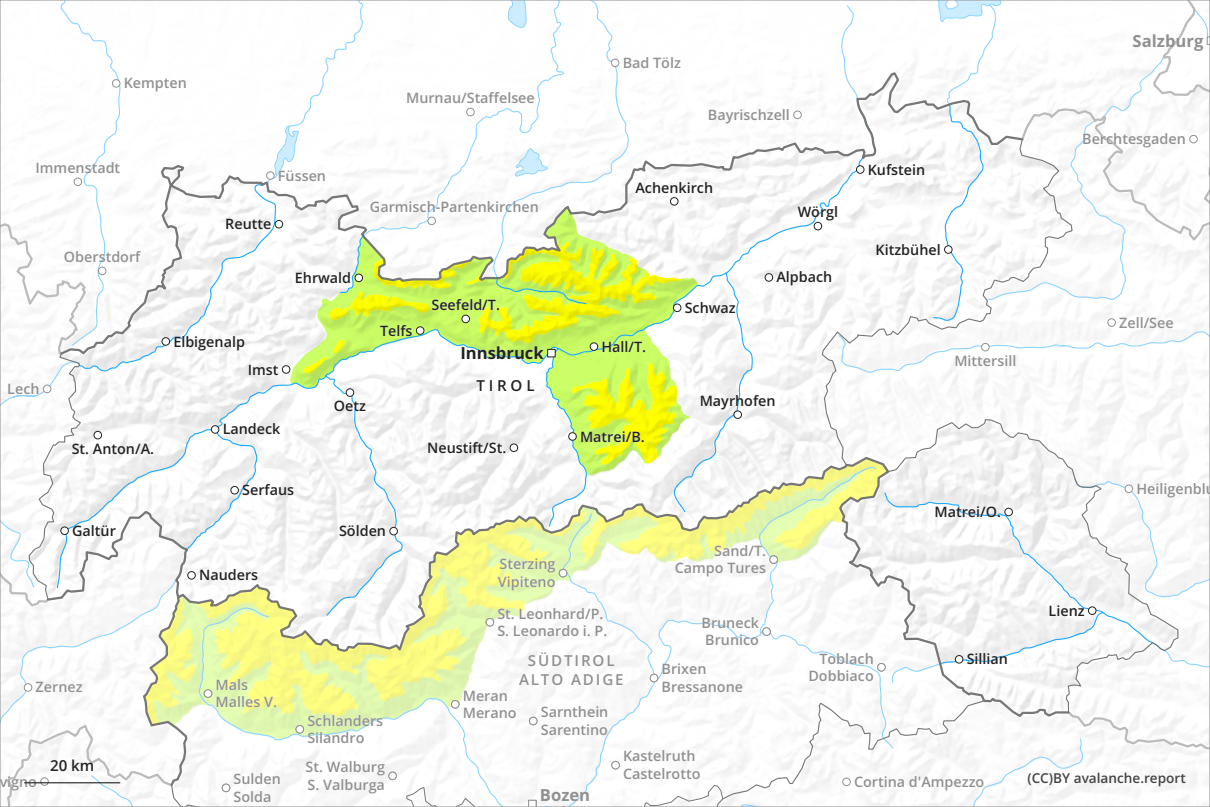 Salzburg
Kempten
Bad Tölz
Murnau/Staffelsee
Bayrischzell
Berchtesgaden
Immenstadt
Füssen
Kufstein
Achenkirch
Garmisch-Partenkirchen
Wörgl
Reutte
Kitzbühel
Oberstdorf
Ehrwald
Alpbach
Seefeld/T.
Schwaz
Telfs
Zell/See
Elbigenalp
Innsbruck
Hall/T.
Mittersill
Imst
TIROL
Lech
Oetz
Mayrhofen
Landeck
Matrei/B.
St. Anton/A.
Neustift/St.
Serfaus
Heiligenblu
Matrei/O.
Galtür
Sölden
Sand/T.
Campo Tures
Sterzing
Vipiteno
Nauders
St. Leonhard/P.
S. Leonardo i. P.
Lienz
Bruneck
Brunico
SÜDTIROL
ALTO ADIGE
Toblach
Dobbiaco
Sillian
Brixen
Bressanone
Zernez
Mals
Malles V.
Meran
Merano
Sarnthein
Sarentino
Schlanders
Silandro
Kastelruth
Castelrotto
20 km
St. Walburg
S. Valburga
vigno
Sulden
Solda
Cortina d'Ampezzo
(CC)BY avalanche.report
Bozen